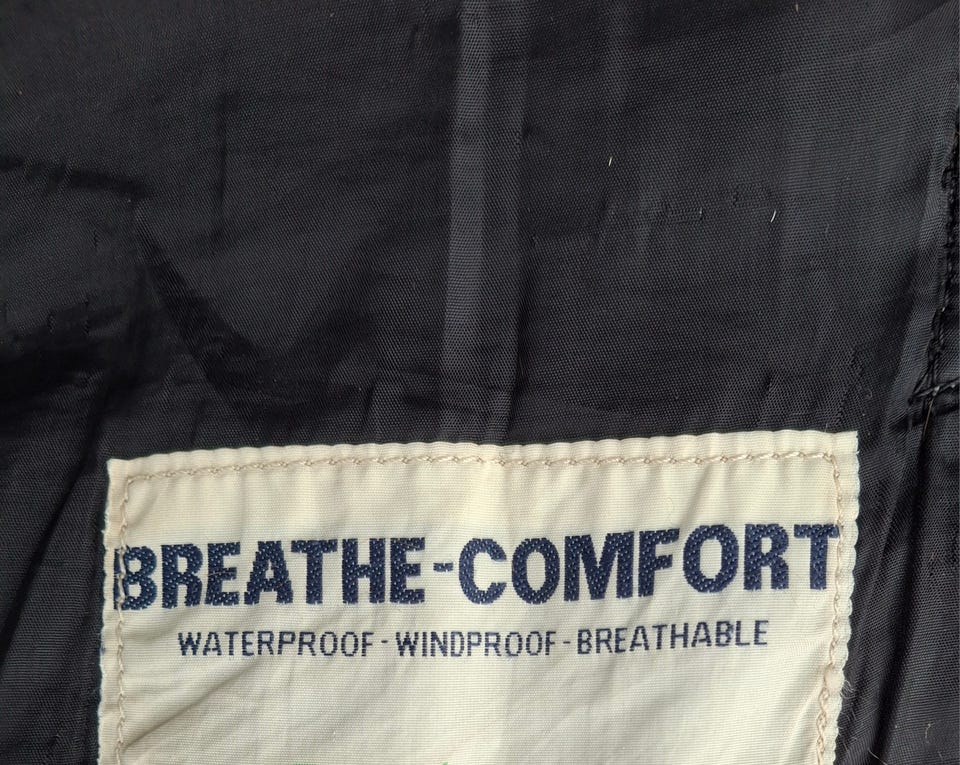 BREATHE-COMFORT
WATERPROOF - WINDPROOF - BREATHABLE